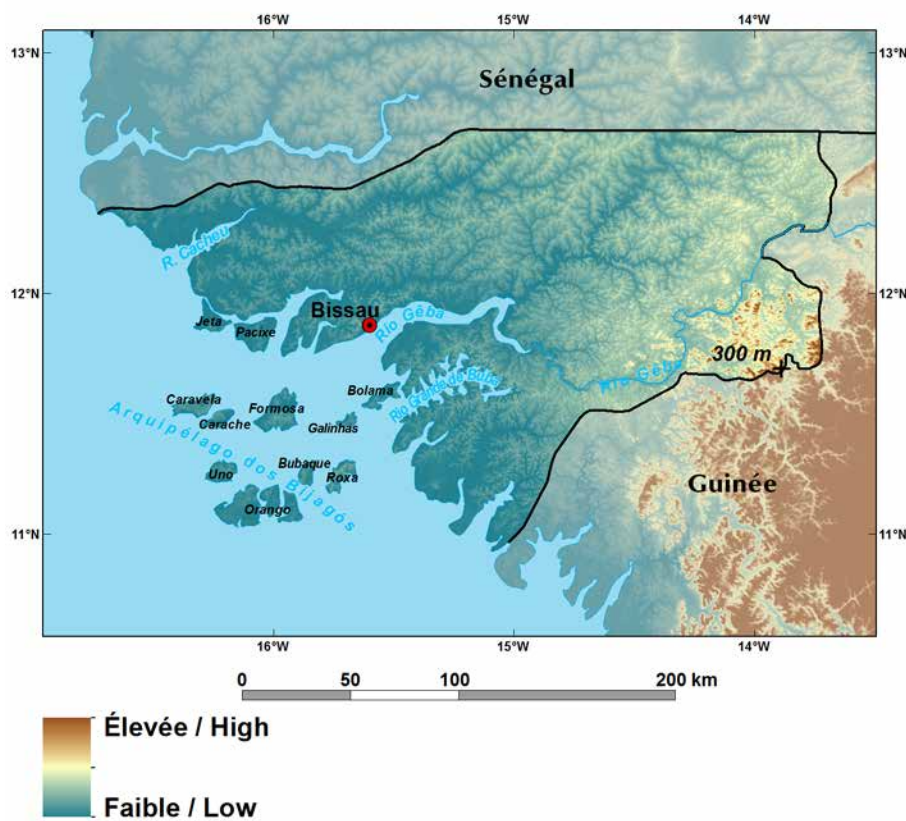 16°W 15°W 14°W
13°N 13°N
Sénégal
R. Cacheu
12°N 12°N
Bissau
Rio Géba
Jeta
Pacixe
300 m
Rio Géba
Bolama
Rio Grande de Buba
Caravela
Formosa
Carache
Galinhas
Arquipélago dos Bijagós
Bubaque
Uno
Roxa
Guinée
Orango
11°N 11°N
16°W 15°W 14°W
0 50 100 200 km
Élevée / High
Faible / Low